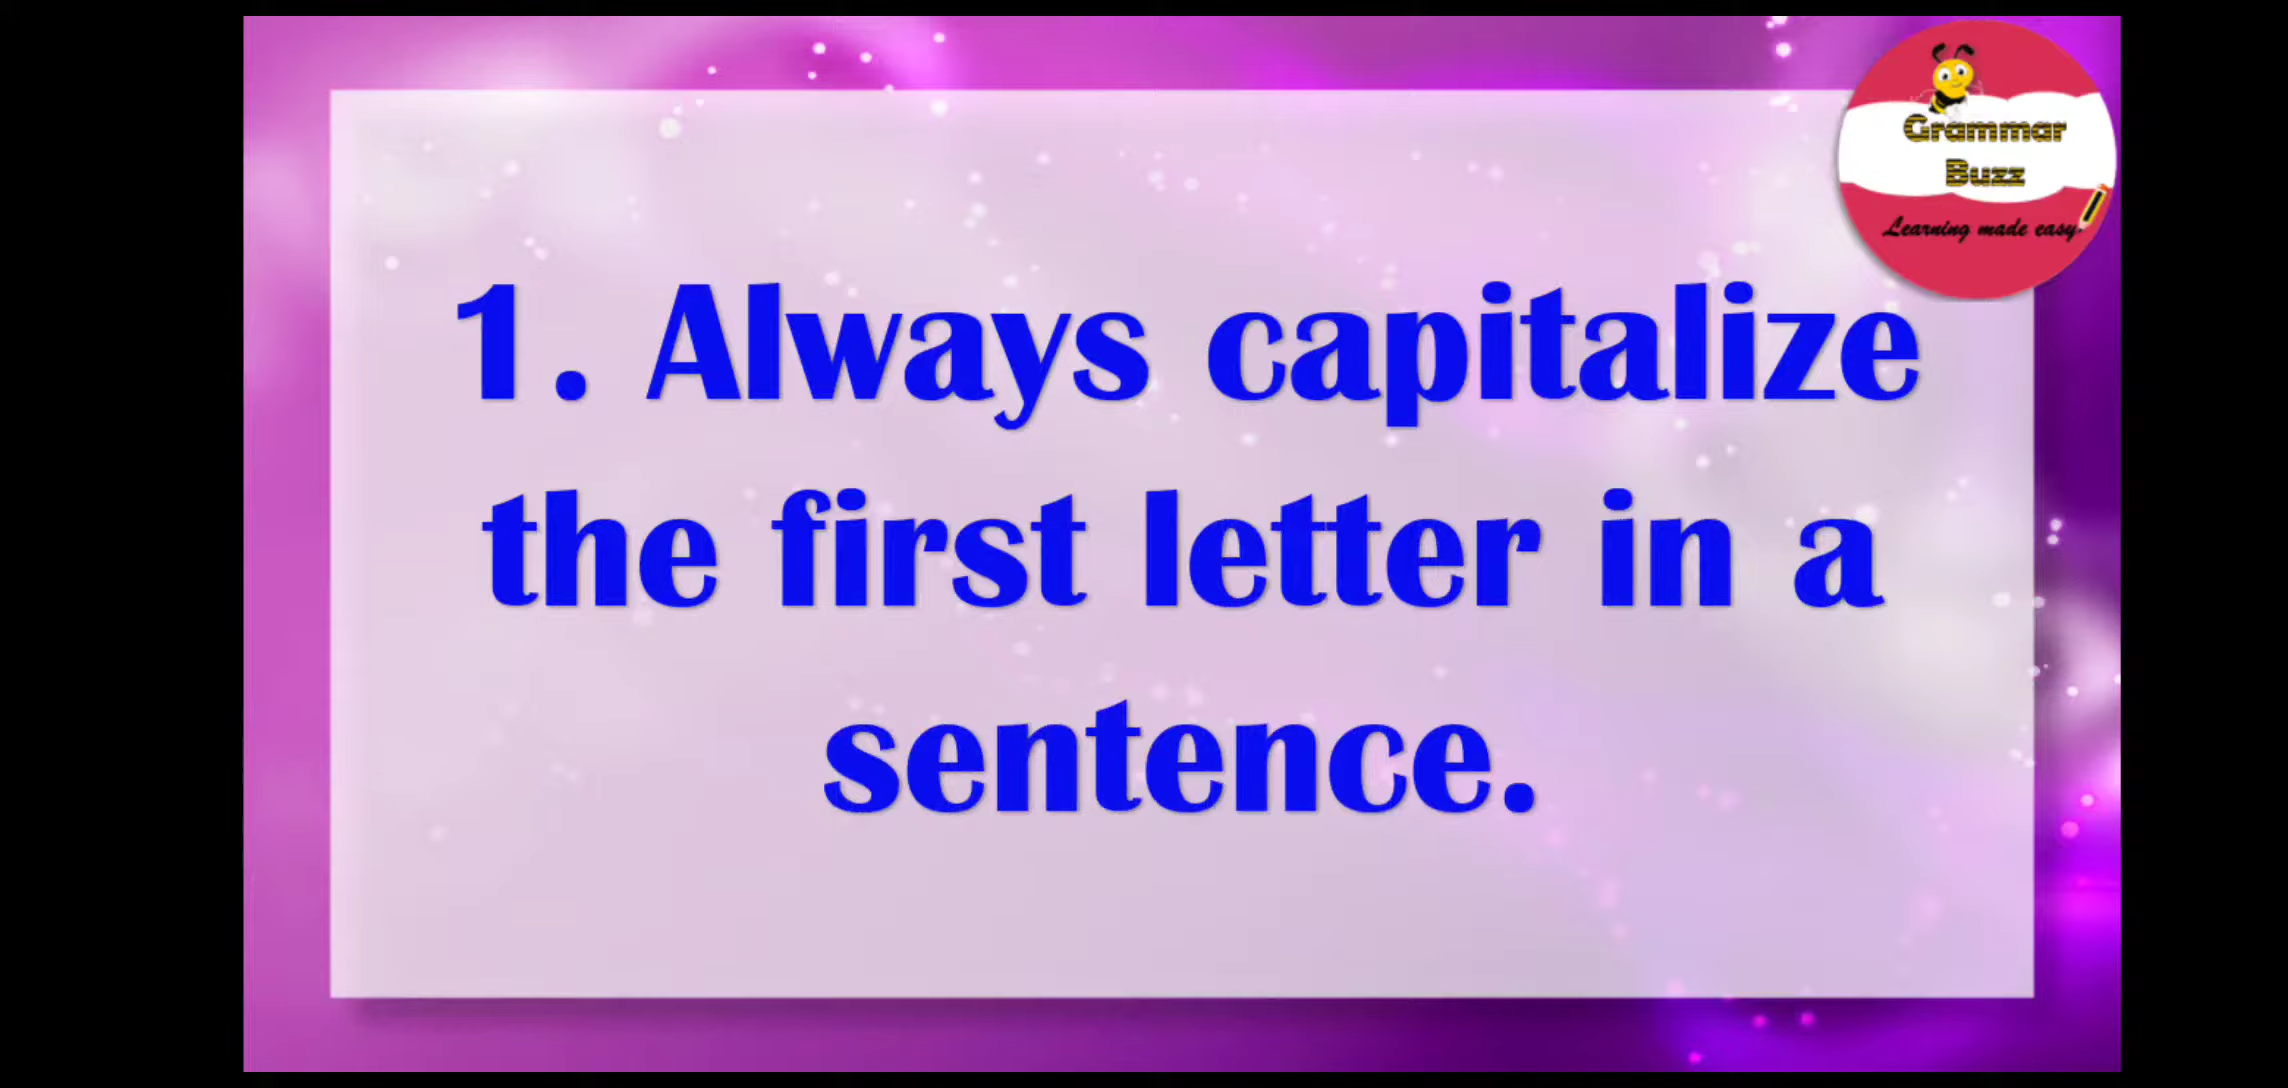 Grammar
Buzz
Learning made easy
1. Always capitalize
the first letter in a
sentence.